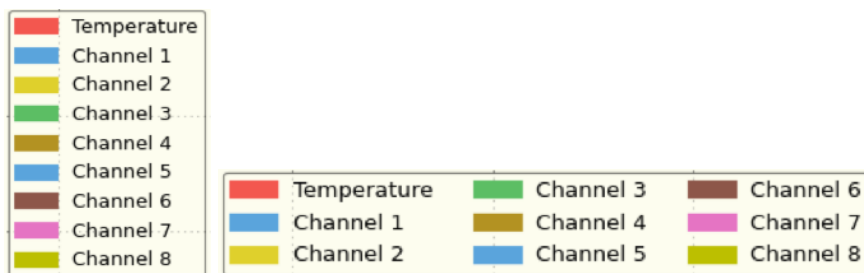 Temperature
Channel 1
Channel 2
Channel 3
Channel 4
Channel 5
Channel 6
Channel 7
Channel 8
Temperature Channel 3 Channel 6
Channel 1 Channel 4 Channel 7
Channel 2 Channel 5 Channel 8